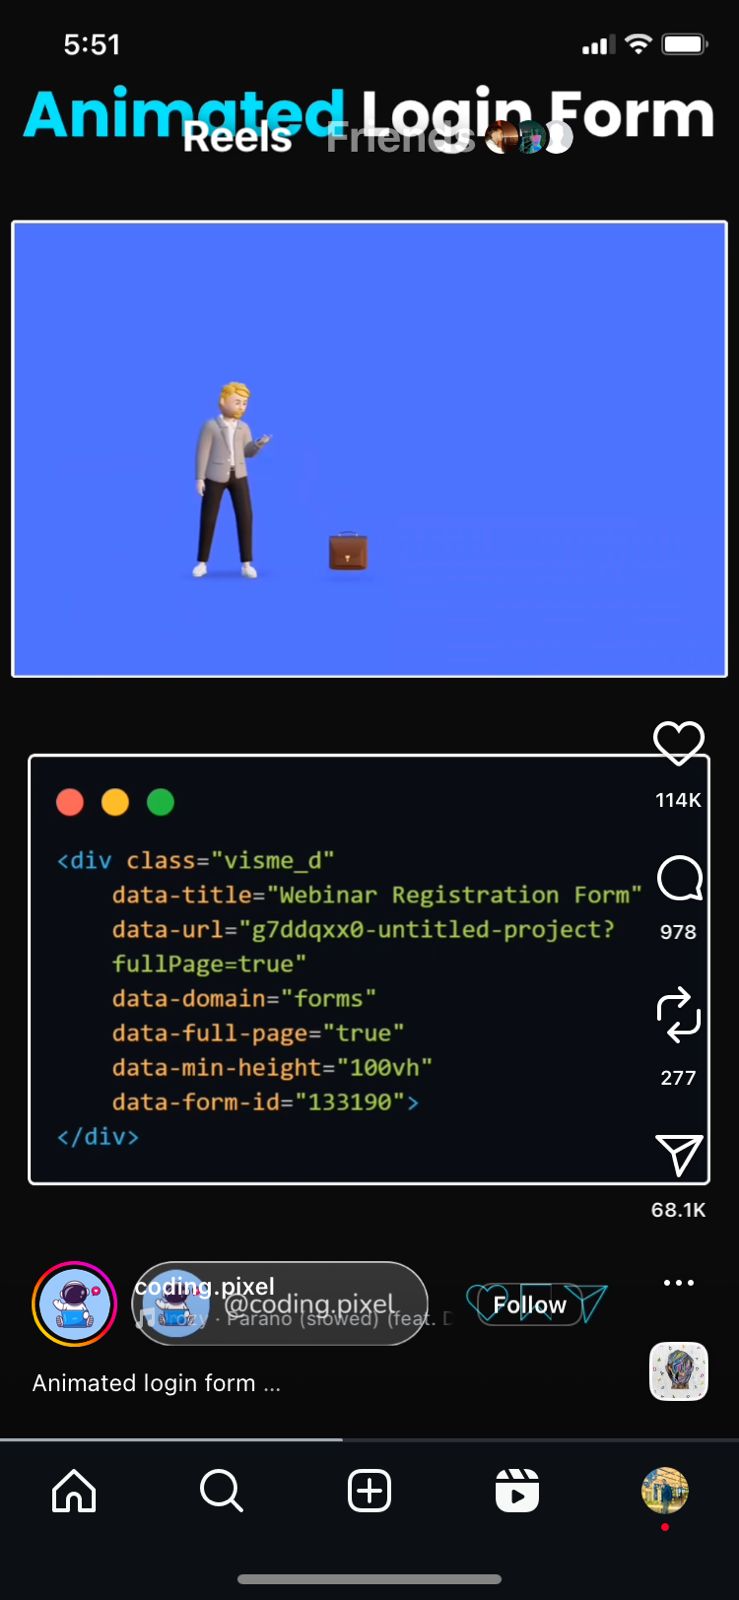 5:51
Animated Login Form
Reels Friends
114K
<div class="visme_d"
data-title="Webinar Registration Form"
data-url="g7ddqxx0-untitled-project?
fullPage=true"
data-domain="forms"
data-full-page="true"
data-min-height="100vh"
data-form-id="133190">
</div>
978
277
68.1K
coding.pixel
@coding.pixel
Parano (slowed) (feat.
Follow
Animated login form ...